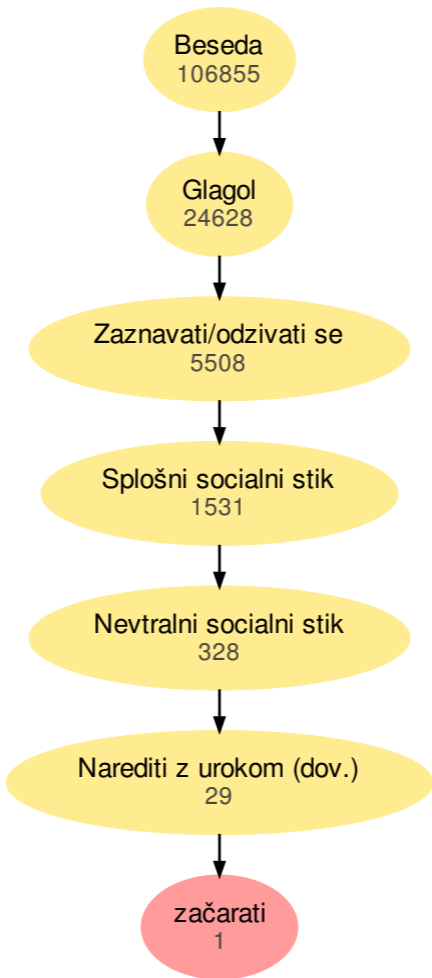 Beseda
106855
Glagol
24628
Zaznavati/odzivati se
5508
Splošni socialni stik
1531
Nevtralni socialni stik
328
Narediti z urokom (dov.)
29
začarati
1